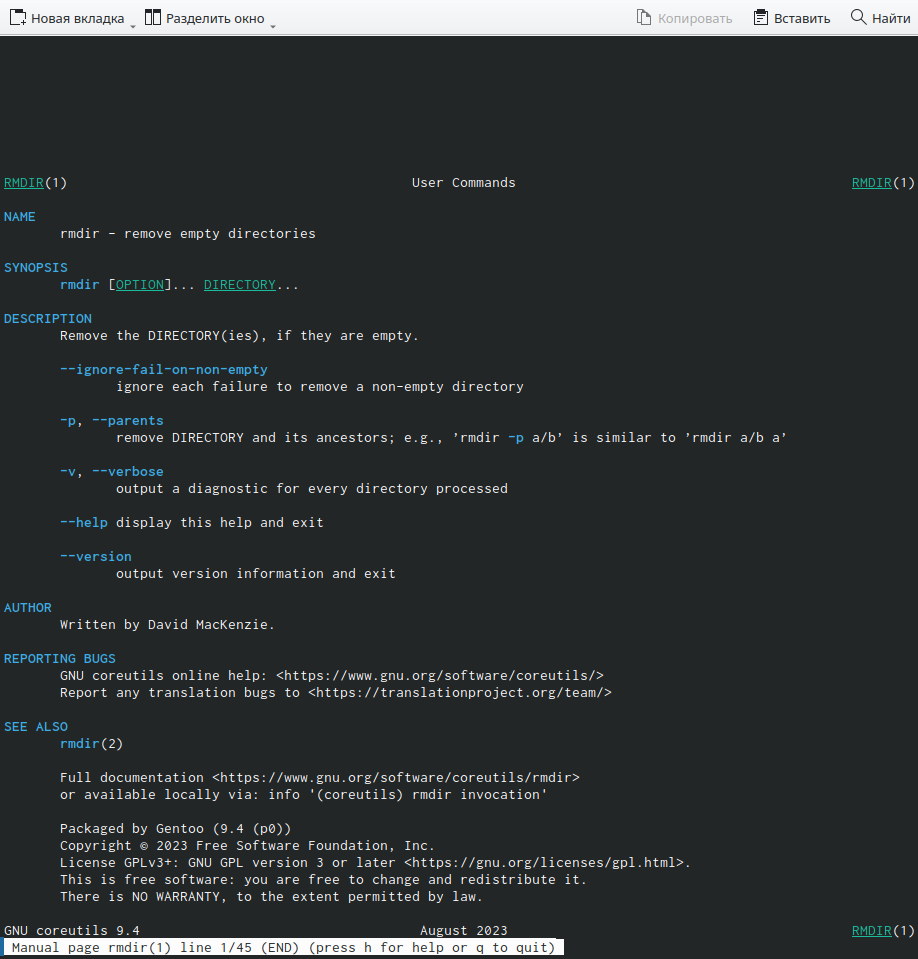 Новая вкладка Разделить окно Копировать Вставить Найти
RMDIR(1) User Commands RMDIR(1)
NAME
rmdir - remove empty directories
SYNOPSIS
rmdir [OPTION]... DIRECTORY...
DESCRIPTION
Remove the DIRECTORY(ies), if they are empty.
--ignore-fail-on-non-empty
ignore each failure to remove a non-empty directory
-p, --parents
remove DIRECTORY and its ancestors; e.g., ’rmdir -p a/b’ is similar to ’rmdir a/b a’
-v, --verbose
output a diagnostic for every directory processed
--help display this help and exit
--version
output version information and exit
AUTHOR
Written by David MacKenzie.
REPORTING BUGS
GNU coreutils online help: <https://www.gnu.org/software/coreutils/>
Report any translation bugs to <https://translationproject.org/team/>
SEE ALSO
rmdir(2)
Full documentation <https://www.gnu.org/software/coreutils/rmdir>
or available locally via: info '(coreutils) rmdir invocation'
Packaged by Gentoo (9.4 (p0))
Copyright © 2023 Free Software Foundation, Inc.
License GPLv3+: GNU GPL version 3 or later <https://gnu.org/licenses/gpl.html>.
This is free software: you are free to change and redistribute it.
There is NO WARRANTY, to the extent permitted by law.
GNU coreutils 9.4 August 2023 RMDIR(1)
Manual page rmdir(1) line 1/45 (END) (press h for help or q to quit)